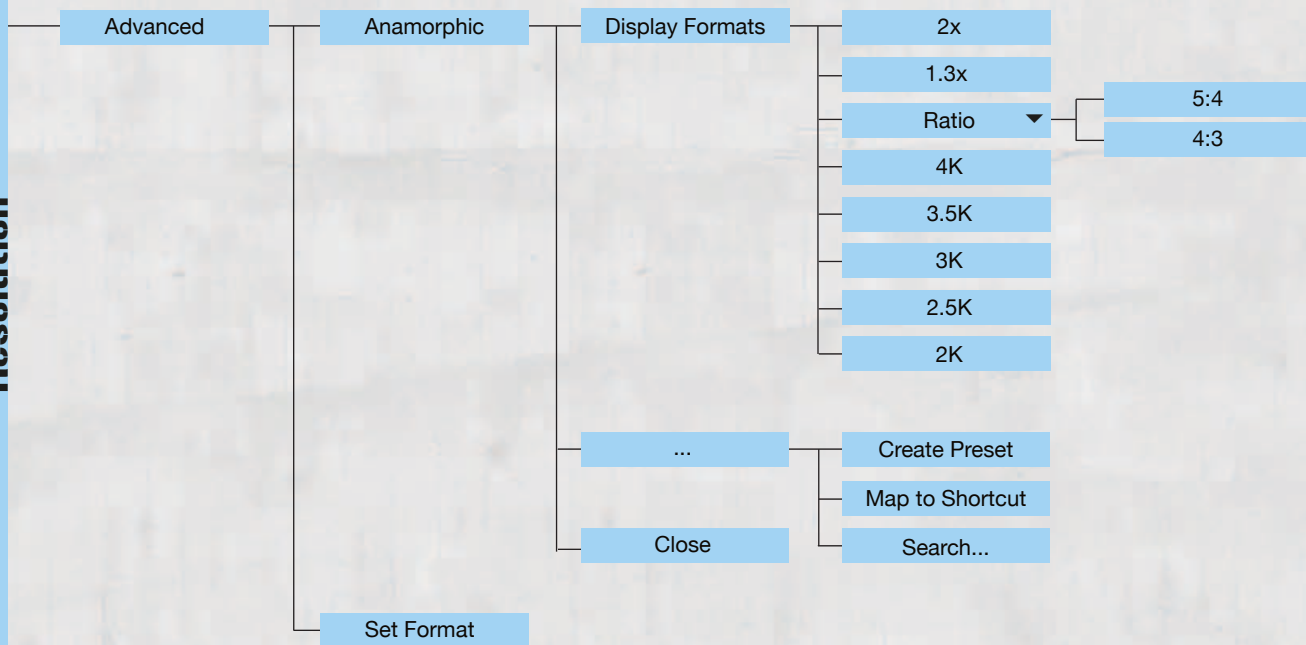 Advanced
Anamorphic
Display Formats
2x
1.3x
Ratio
5:4
4:3
4K
3.5K
3K
2.5K
2K
...
Create Preset
Map to Shortcut
Search...
Close
Set Format